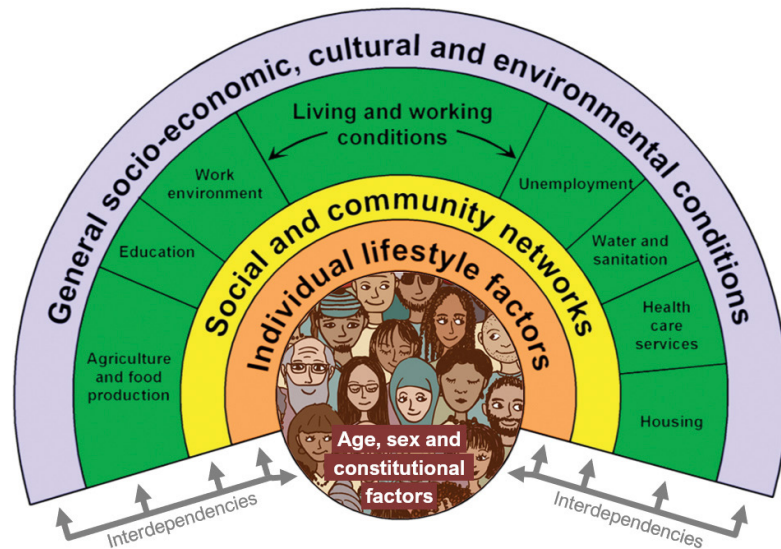 General socio-economic, cultural and environmental conditions
Living and working
conditions
Work
environment
Unemployment
Education
Water and
sanitation
Agriculture
and food
production
Health
care
services
Housing
Social and community networks
Individual lifestyle factors
Age, sex and
constitutional
factors
Interdependencies
Interdependencies